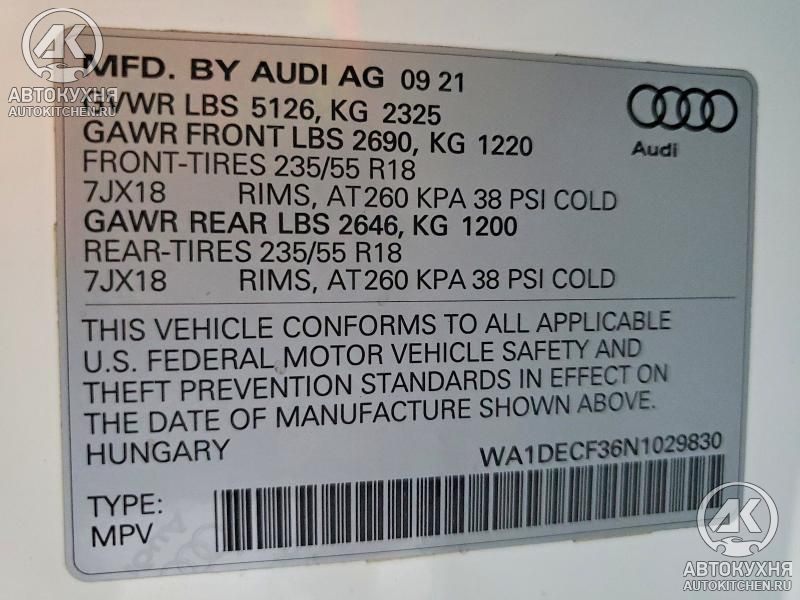 MFD. BY AUDI AG 09 21
GVWR LBS 5126, KG 2325
GAWR FRONT LBS 2690, KG 1220
FRONT-TIRES 235/55 R18
7JX18 RIMS, AT 260 KPA 38 PSI COLD
GAWR REAR LBS 2646, KG 1200
REAR-TIRES 235/55 R18
7JX18 RIMS, AT 260 KPA 38 PSI COLD
Audi
THIS VEHICLE CONFORMS TO ALL APPLICABLE
U.S. FEDERAL MOTOR VEHICLE SAFETY AND
THEFT PREVENTION STANDARDS IN EFFECT ON
THE DATE OF MANUFACTURE SHOWN ABOVE.
HUNGARY WA1DECF36N1029830
TYPE:
MPV
АК
АВТОКУХНЯ
AUTOKITCHEN.RU
АК
АВТОКУХНЯ
AUTOKITCHEN.RU